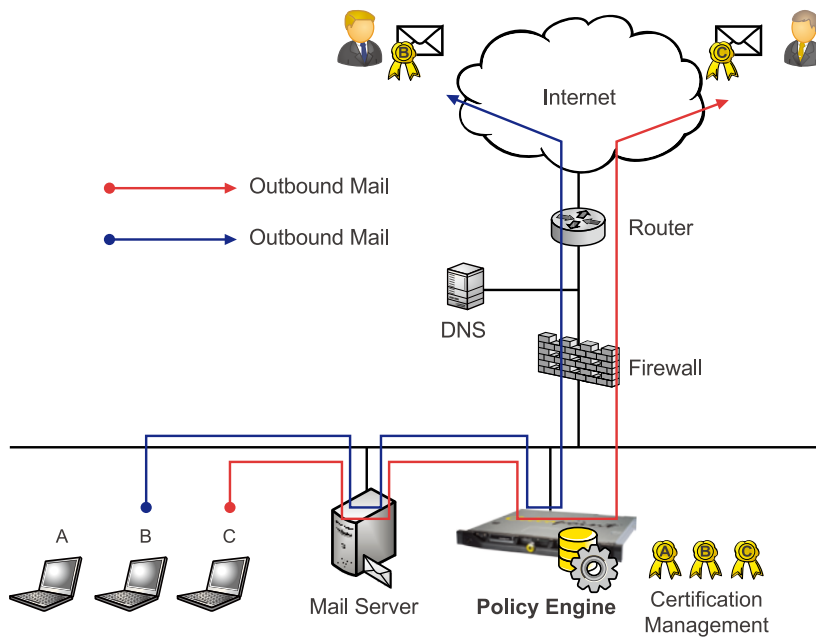 B
C
Internet
Outbound Mail
Outbound Mail
Router
DNS
Firewall
A
B
C
A
B
C
Mail Server
Policy Engine
Certification
Management